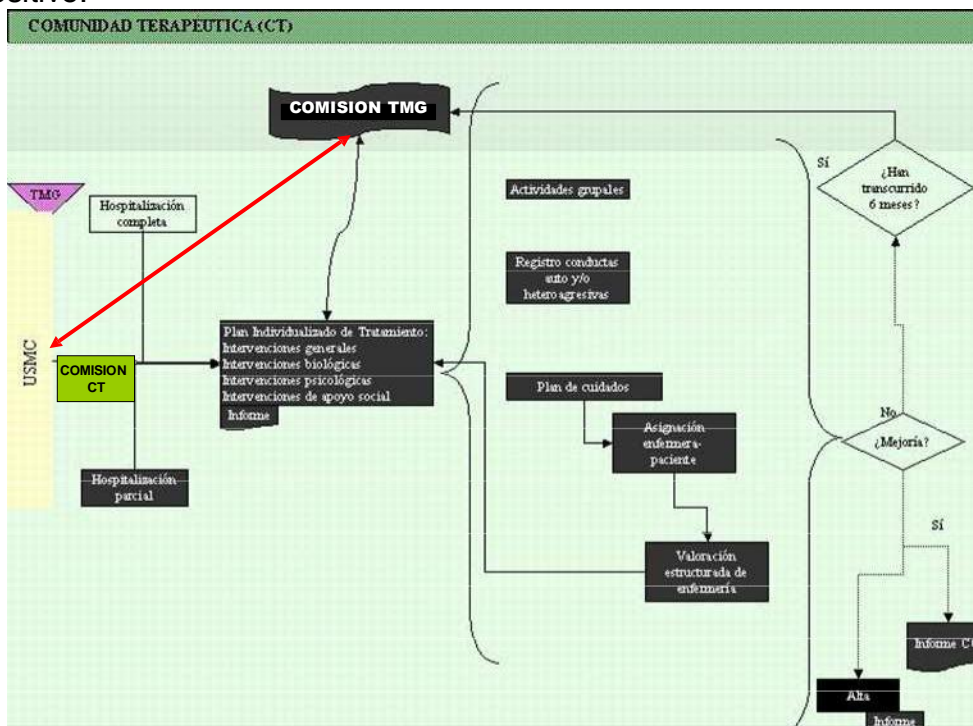 COMUNIDAD TERAPEUTICA (CT)
COMISION TMG
TMG
Hospitalización
completa
USMC
COMISION
CT
Plan Individualizado de Tratamiento:
Intervenciones generales
Intervenciones biológicas
Intervenciones psicológicas
Intervenciones de apoyo social
Informe
Hospitalización
parcial
Actividades grupales
Registro conductas
auto y/o
heteroagresivas
Plan de cuidados
Asignación
enfermera-
paciente
Valoración
estructurada de
enfermería
Sí
¿Han
transcurrido
6 meses?
No
¿Mejoría?
Sí
Informe
Alta
Informe